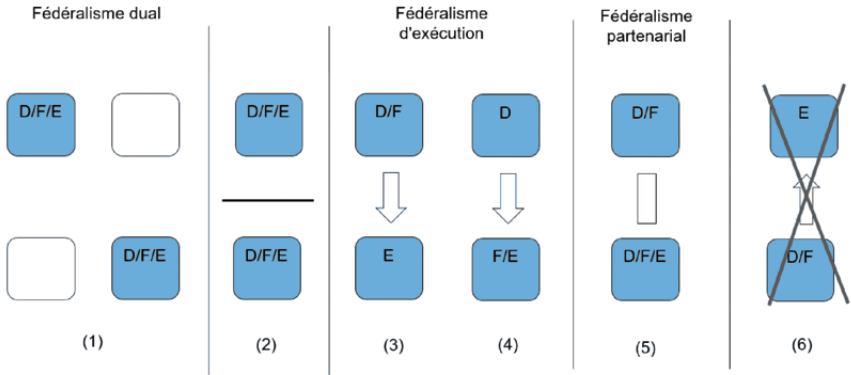 Fédéralisme dual
Fédéralisme
d'exécution
Fédéralisme
partenarial
D/F/E
D/F/E
D/F
D
D/F
E
D/F/E
D/F/E
E
F/E
D/F/E
D/F
(1)
(2)
(3)
(4)
(5)
(6)